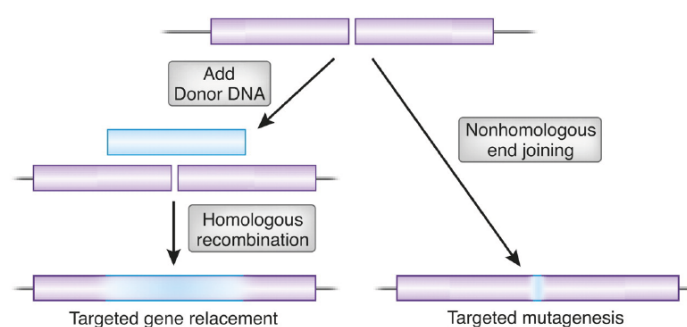 Add
Donor DNA
Nonhomologous
end joining
Homologous
recombination
Targeted gene relacement
Targeted mutagenesis